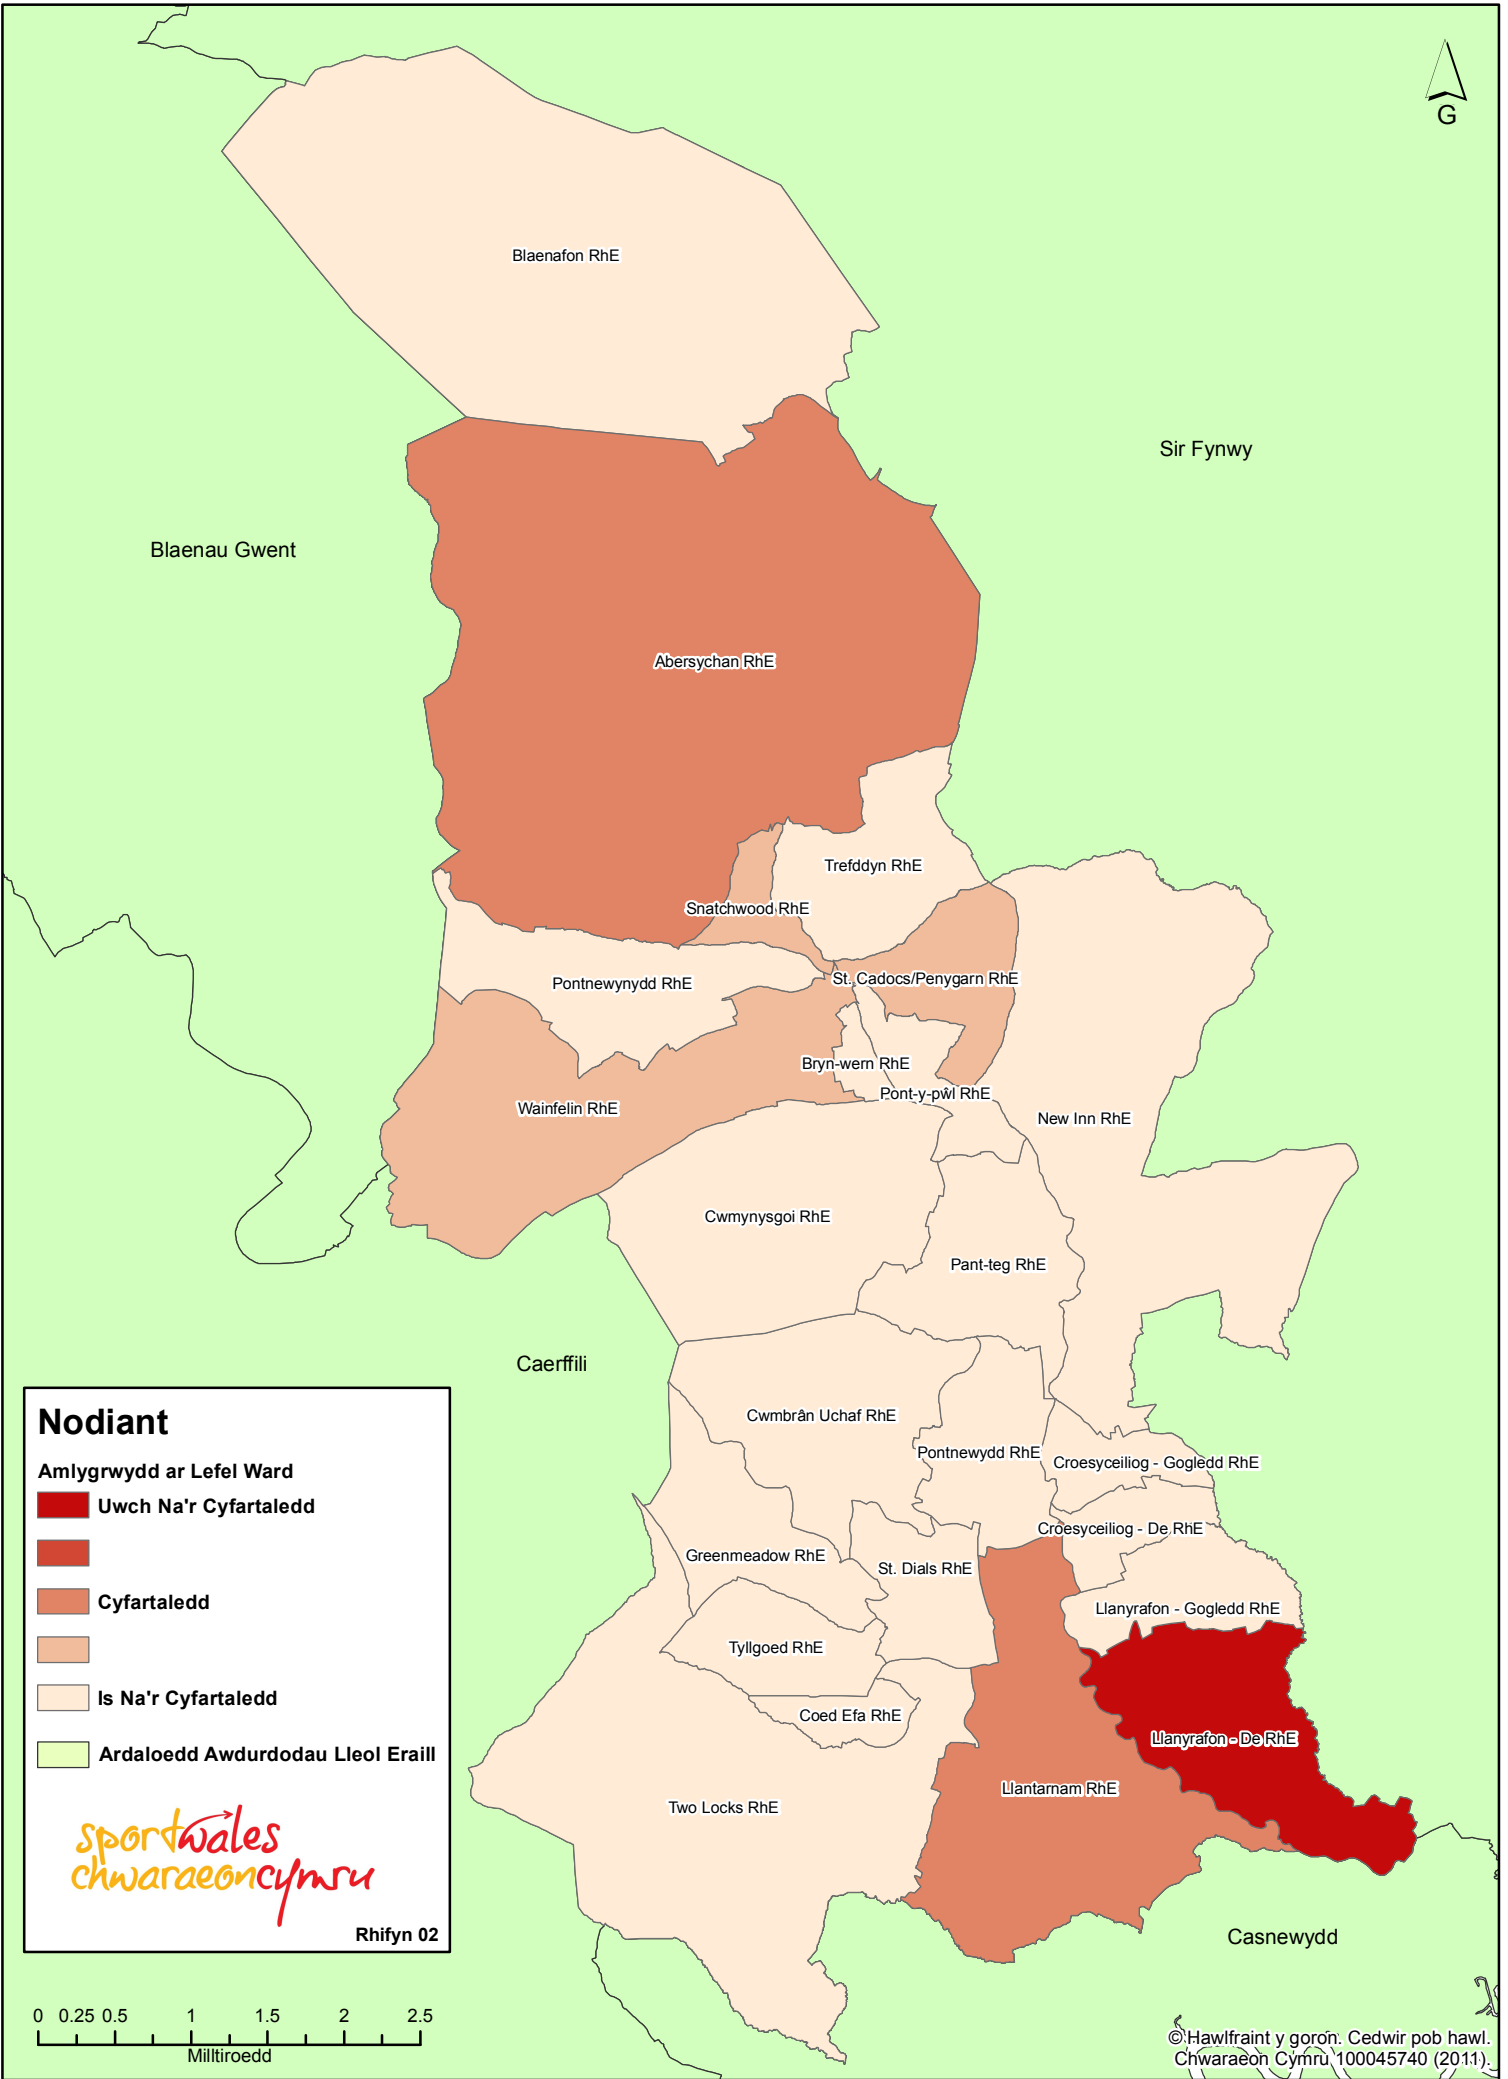 G
Blaenafon RhE
Sir Fynwy
Blaenau Gwent
Abersychan RhE
Trefddyn RhE
Snatchwood RhE
St. Cadocs/Penygarn RhE
Pontnewynydd RhE
Bryn-wern RhE
Pont-y-pŵl RhE
Wainfelin RhE
New Inn RhE
Cwmynysgoi RhE
Pant-teg RhE
Caerffili
Cwmbrân Uchaf RhE
Pontnewydd RhE
Croesyceiliog - Gogledd RhE
Croesyceiliog - De RhE
Greenmeadow RhE
St. Dials RhE
Llanyrafon - Gogledd RhE
Tyllgoed RhE
Coed Efa RhE
Llanyrafon - De RhE
Llantarnam RhE
Two Locks RhE
Casnewydd
Nodiant
Amlygrwydd ar Lefel Ward
Uwch Na'r Cyfartaledd
Cyfartaledd
Is Na'r Cyfartaledd
Ardaloedd Awdurdodau Lleol Eraill
sportwales
chwaraeoncymru
Rhifyn 02
0 0.25 0.5 1 1.5 2 2.5
Milltiroedd
© Hawlfraint y goron. Cedwir pob hawl.
Chwaraeon Cymru 100045740 (2011).